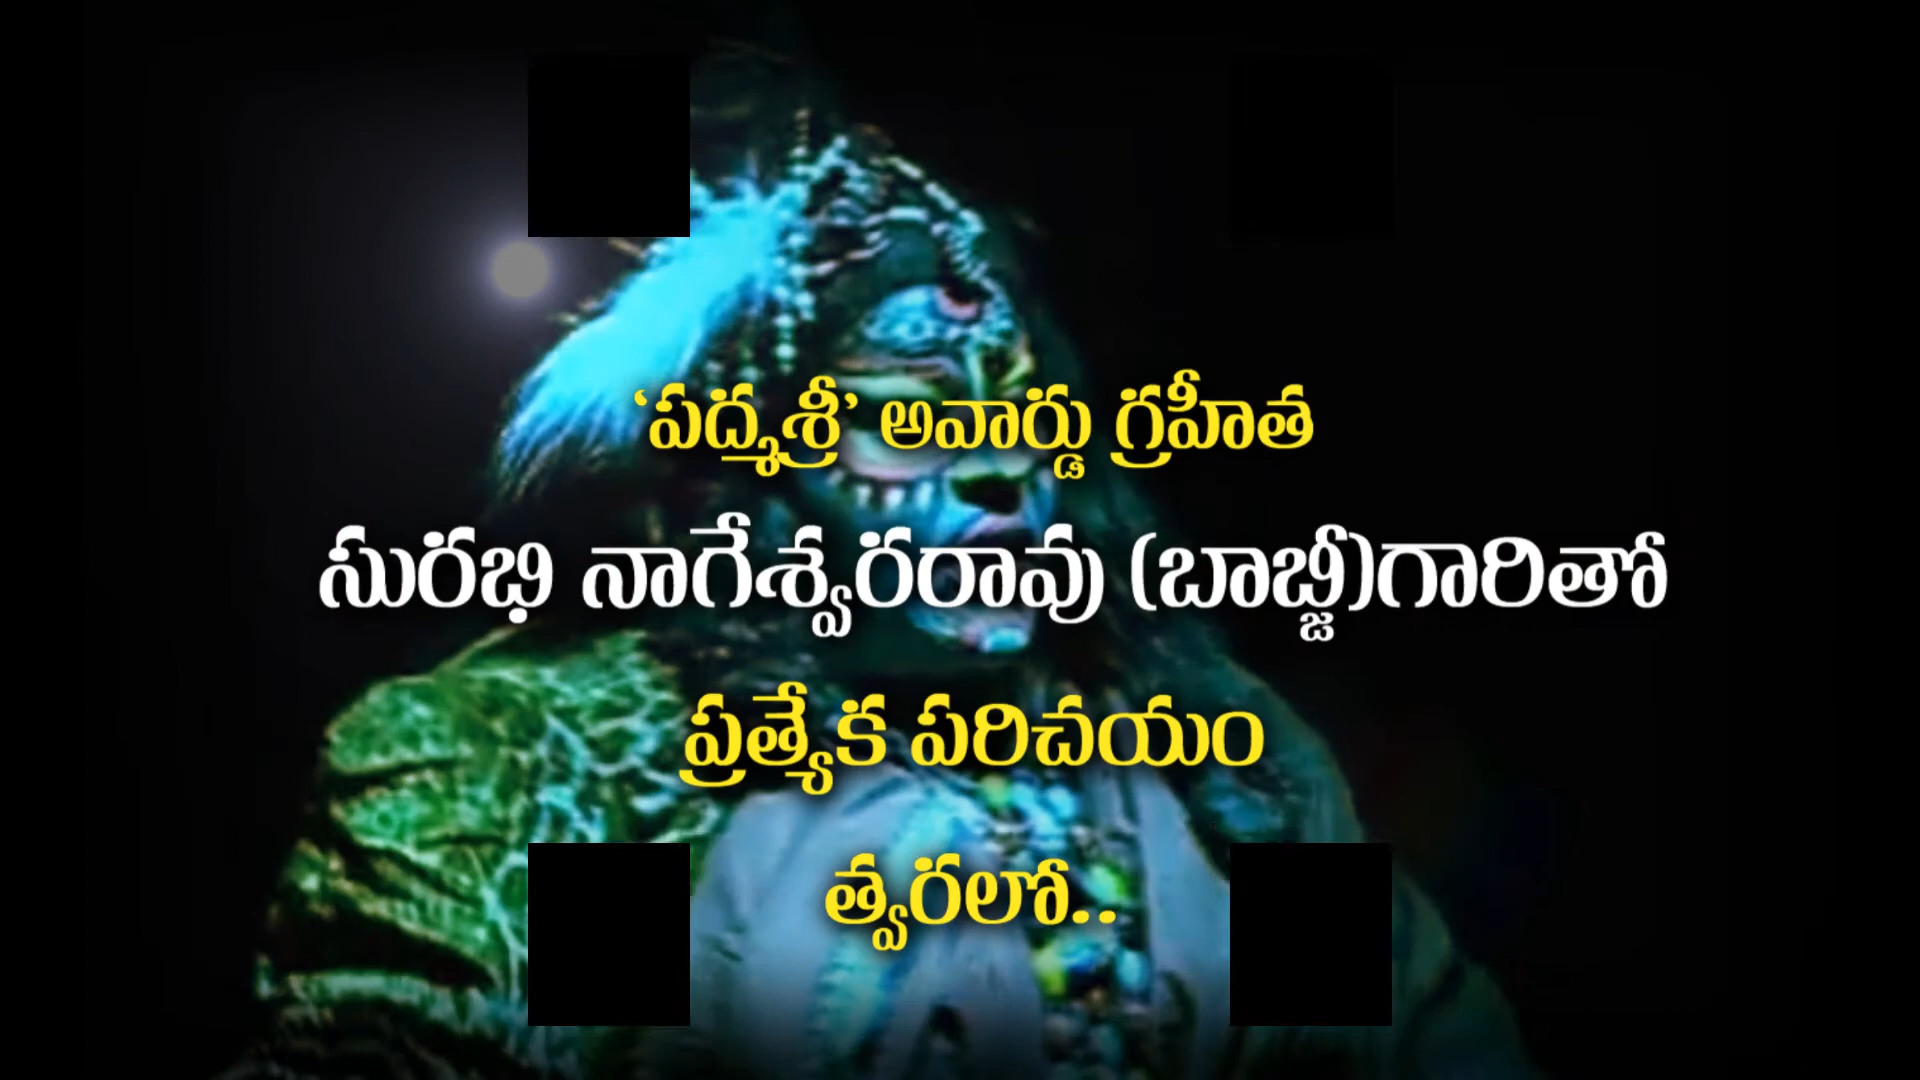 ‘పద్మశ్రీ’ అవార్డు గ్రహీత
సురభి నాగేశ్వరరావు (బాబ్జీ)గారితో
ప్రత్యేక పరిచయం
త్వరలో..